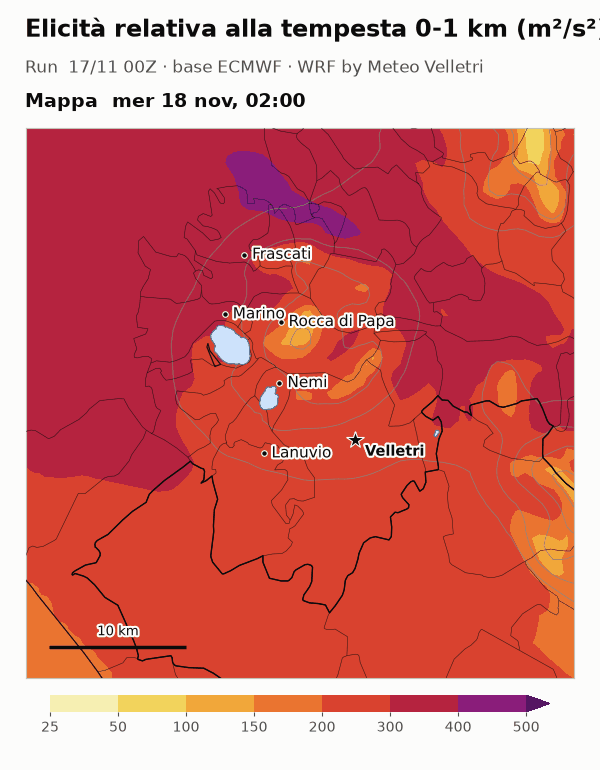 Elicità relativa alla tempesta 0-1 km (m²/s²)
Run 17/11 00Z · base ECMWF · WRF by Meteo Velletri
Mappa mer 18 nov, 02:00
Frascati
Marino
Rocca di Papa
Nemi
Velletri
Lanuvio
10 km
25 50 100 150 200 300 400 500